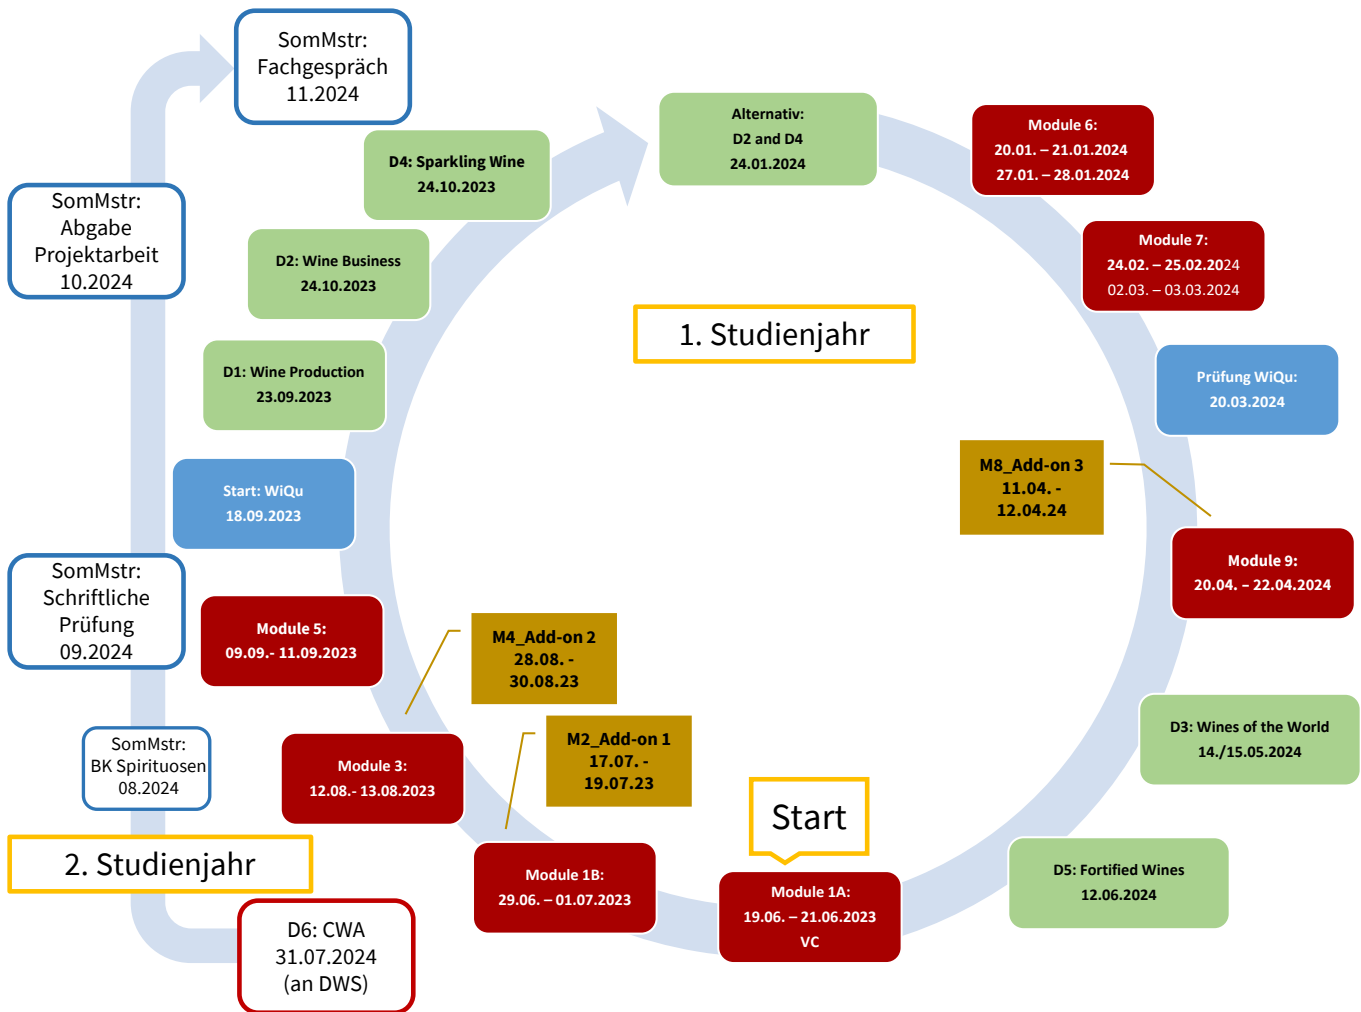 SomMstr:
Fachgespräch
11.2024
Alternativ:
D2 and D4
24.01.2024
Module 6:
20.01. – 21.01.2024
27.01. – 28.01.2024
D4: Sparkling Wine
24.10.2023
SomMstr:
Abgabe
Projektarbeit
10.2024
D2: Wine Business
24.10.2023
Module 7:
24.02. – 25.02.2024
02.03. – 03.03.2024
1. Studienjahr
D1: Wine Production
23.09.2023
Prüfung WiQu:
20.03.2024
Start: WiQu
18.09.2023
M8_Add-on 3
11.04. -
12.04.24
SomMstr:
Schriftliche
Prüfung
09.2024
Module 9:
20.04. – 22.04.2024
Module 5:
09.09.- 11.09.2023
M4_Add-on 2
28.08. -
30.08.23
D3: Wines of the World
14./15.05.2024
SomMstr:
BK Spirituosen
08.2024
Module 3:
12.08.- 13.08.2023
M2_Add-on 1
17.07. -
19.07.23
Start
2. Studienjahr
Module 1B:
29.06. – 01.07.2023
Module 1A:
19.06. – 21.06.2023
VC
D5: Fortified Wines
12.06.2024
D6: CWA
31.07.2024
(an DWS)